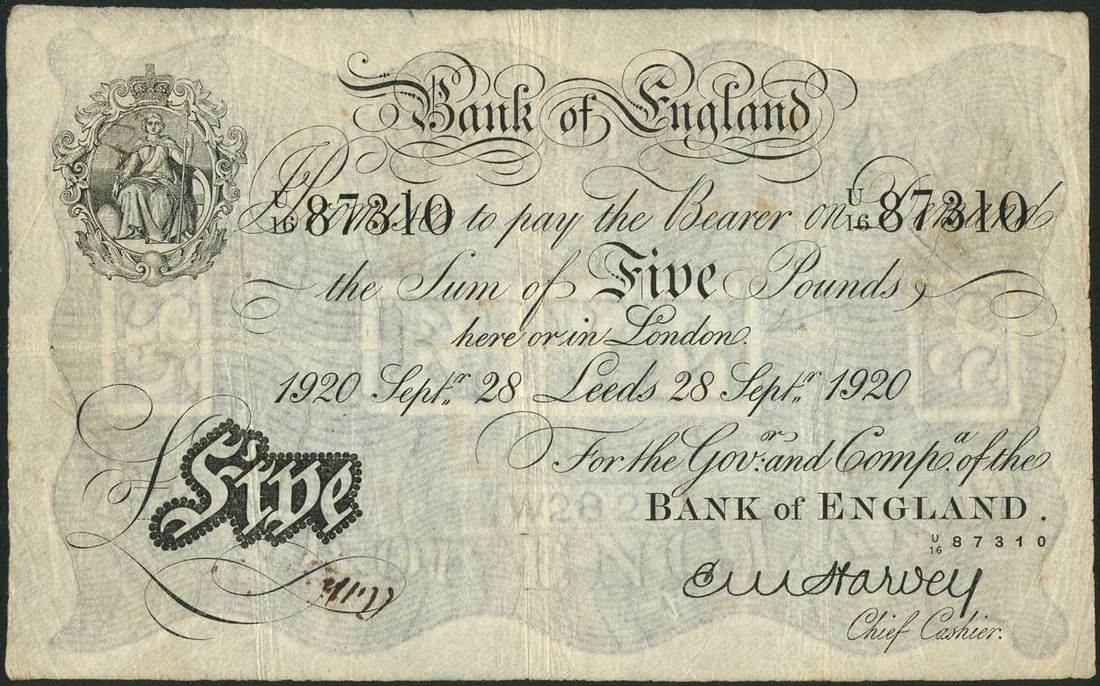 Bank of England
I Promise to pay the Bearer on Demand
U/16 87310 U/16 87310
the Sum of Five Pounds,
here or in London.
1920 Septr 28 Leeds 28 Septr 1920
For the Govr and Compa of the
BANK of ENGLAND.
U/16 87310
£Five
E M Harvey
Chief Cashier.